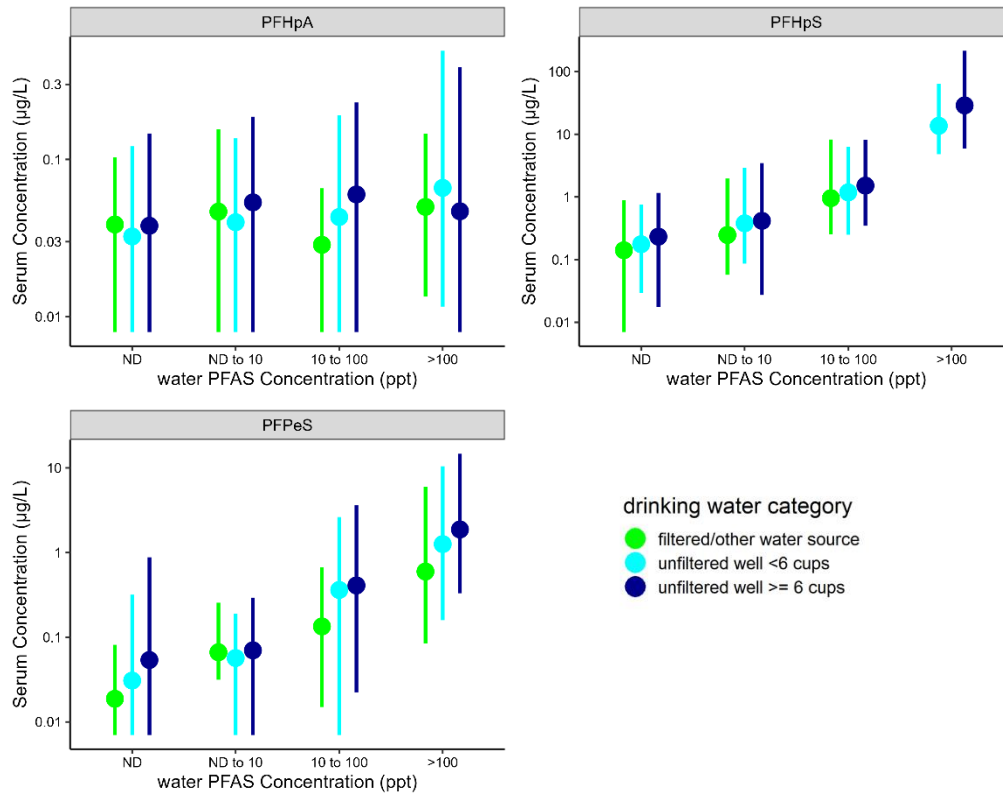 PFHpA
Serum Concentration (µg/L)
0.3
0.1
0.03
0.01
ND
ND to 10
10 to 100
>100
water PFAS Concentration (ppt)
PFHpS
Serum Concentration (µg/L)
100
10
1
0.1
0.01
ND
ND to 10
10 to 100
>100
water PFAS Concentration (ppt)
PFPeS
Serum Concentration (µg/L)
10
1
0.1
0.01
ND
ND to 10
10 to 100
>100
water PFAS Concentration (ppt)
drinking water category
filtered/other water source
unfiltered well <6 cups
unfiltered well >= 6 cups